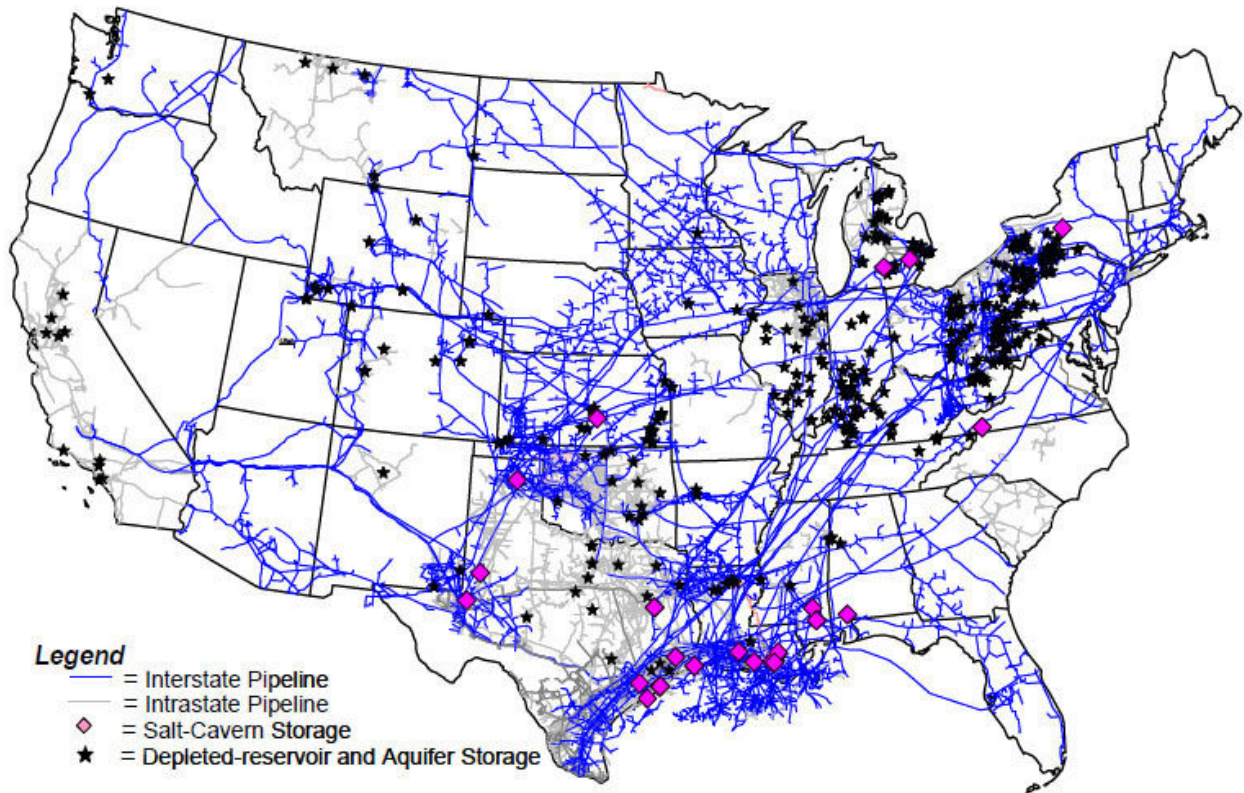 Legend
= Interstate Pipeline
= Intrastate Pipeline
= Salt-Cavern Storage
= Depleted-reservoir and Aquifer Storage